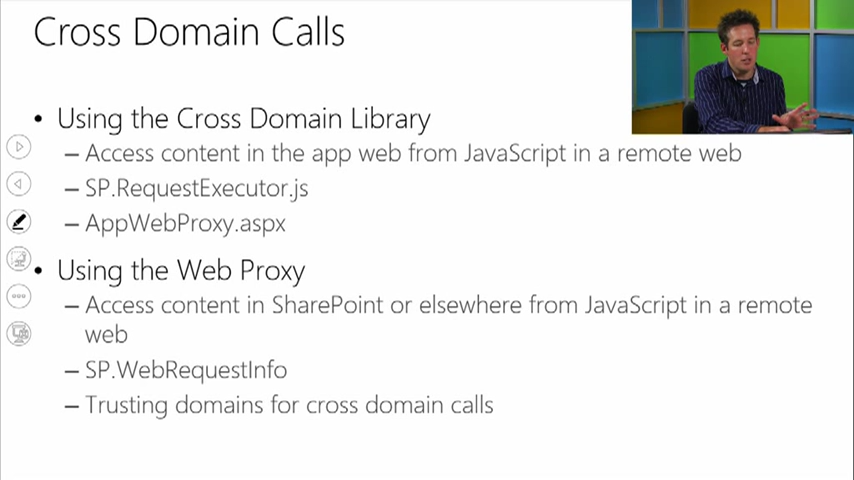 Cross Domain Calls
• Using the Cross Domain Library
– Access content in the app web from JavaScript in a remote web
– SP.RequestExecutor.js
– AppWebProxy.aspx
• Using the Web Proxy
– Access content in SharePoint or elsewhere from JavaScript in a remote
web
– SP.WebRequestInfo
– Trusting domains for cross domain calls